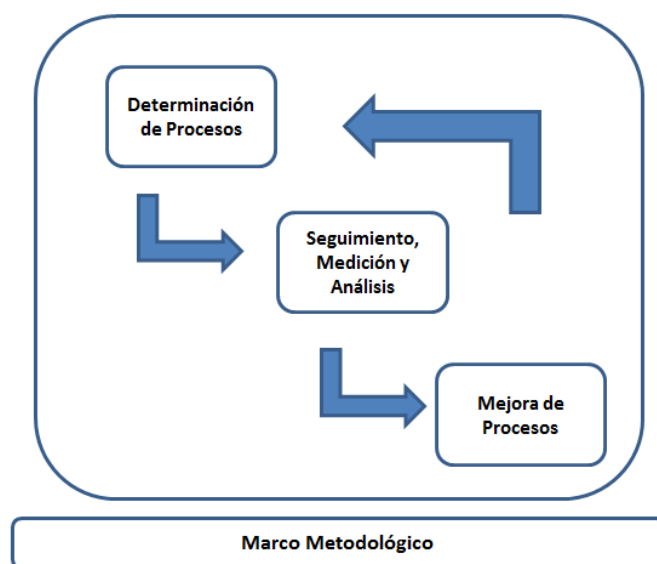 Determinación
de Procesos
Seguimiento,
Medición y
Análisis
Mejora de
Procesos
Marco Metodológico